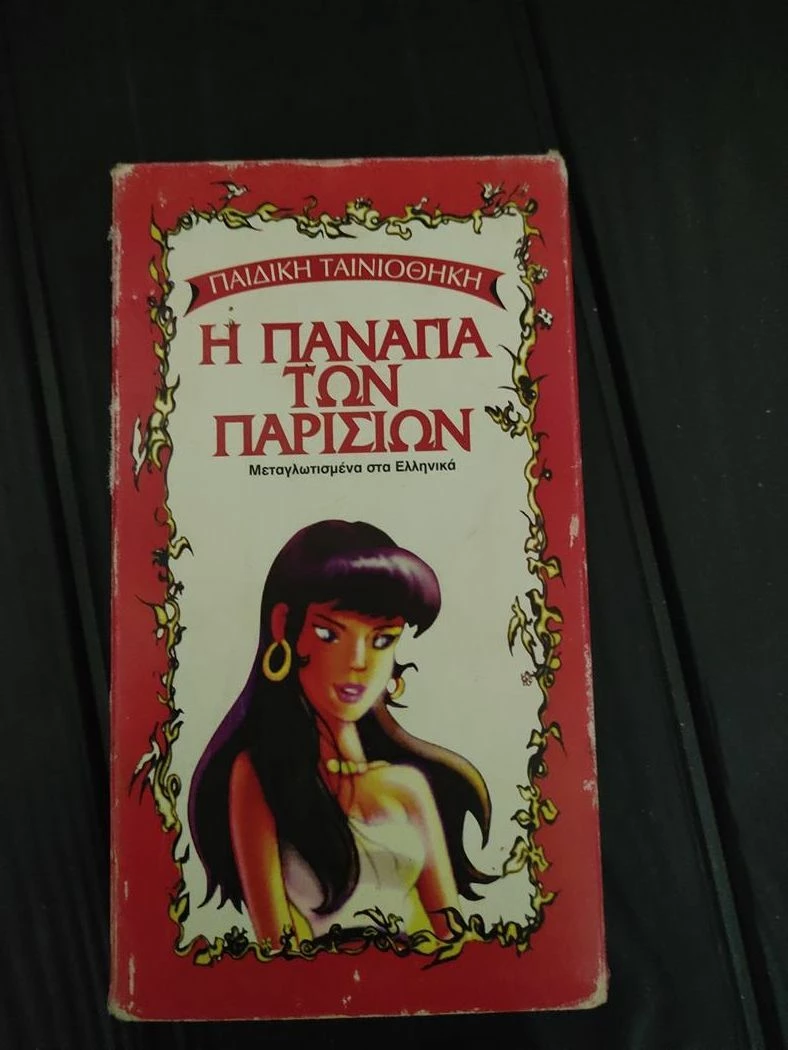 ΠΑΙΔΙΚΗ ΤΑΙΝΙΟΘΗΚΗ
Η ΠΑΝΑΓΙΑ
ΤΩΝ
ΠΑΡΙΣΙΩΝ
Μεταγλωτισμένα στα Ελληνικά